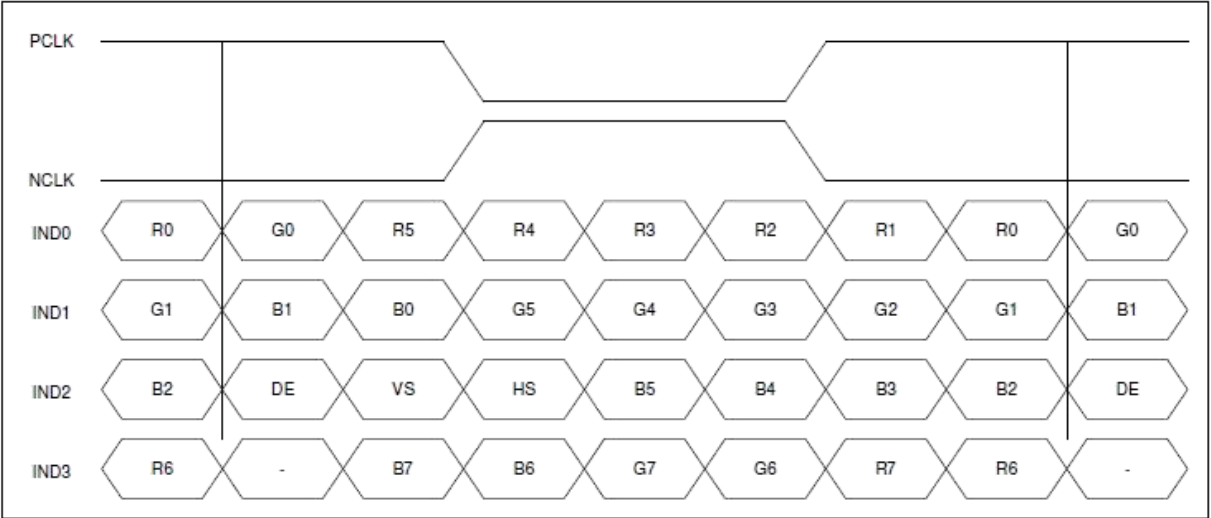 PCLK
NCLK
IND0 R0 G0 R5 R4 R3 R2 R1 R0 G0
IND1 G1 B1 B0 G5 G4 G3 G2 G1 B1
IND2 B2 DE VS HS B5 B4 B3 B2 DE
IND3 R6 - B7 B6 G7 G6 R7 R6 -